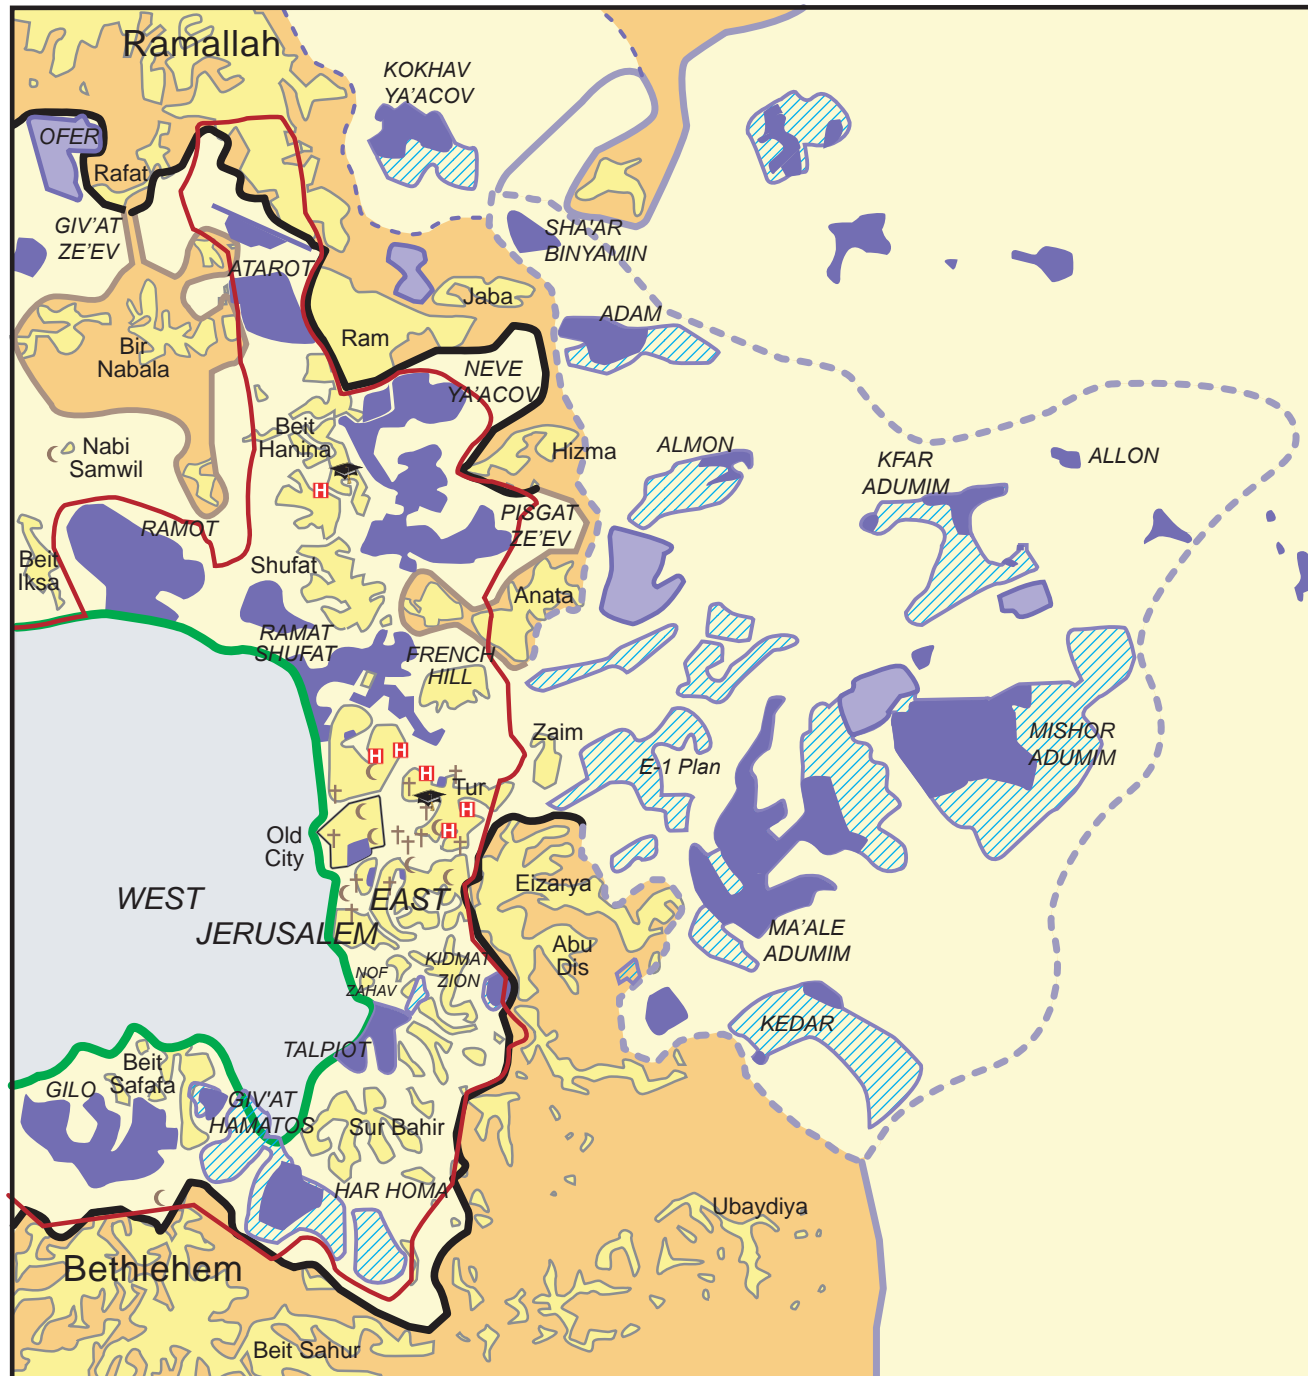 Ramallah
KOKHAV
YA'ACOV
OFER
Rafat
GIV'AT
ZE'EV
SHA'AR
BINYAMIN
ATAROT
Jaba
ADAM
Ram
Bir
Nabala
NEVE
YA'ACOV
Beit
Hanina
Nabi
Samwil
Hizma
ALMON
KFAR
ADUMIM
ALLON
H
PISGAT
ZE'EV
RAMOT
Beit
Iksa
Shufat
Anata
RAMAT
SHUFAT
FRENCH
HILL
Zaim
MISHOR
ADUMIM
E-1 Plan
H
H
H
Tur
H
H
Old
City
Eizarya
WEST
EAST
JERUSALEM
MA'ALE
ADUMIM
Abu
Dis
KIDMAT
ZION
NOF
ZAHAV
KEDAR
TALPIOT
Beit
Safafa
GILO
GIV'AT
HAMATOS
Sur Bahir
HAR HOMA
Ubaydiya
Bethlehem
Beit Sahur